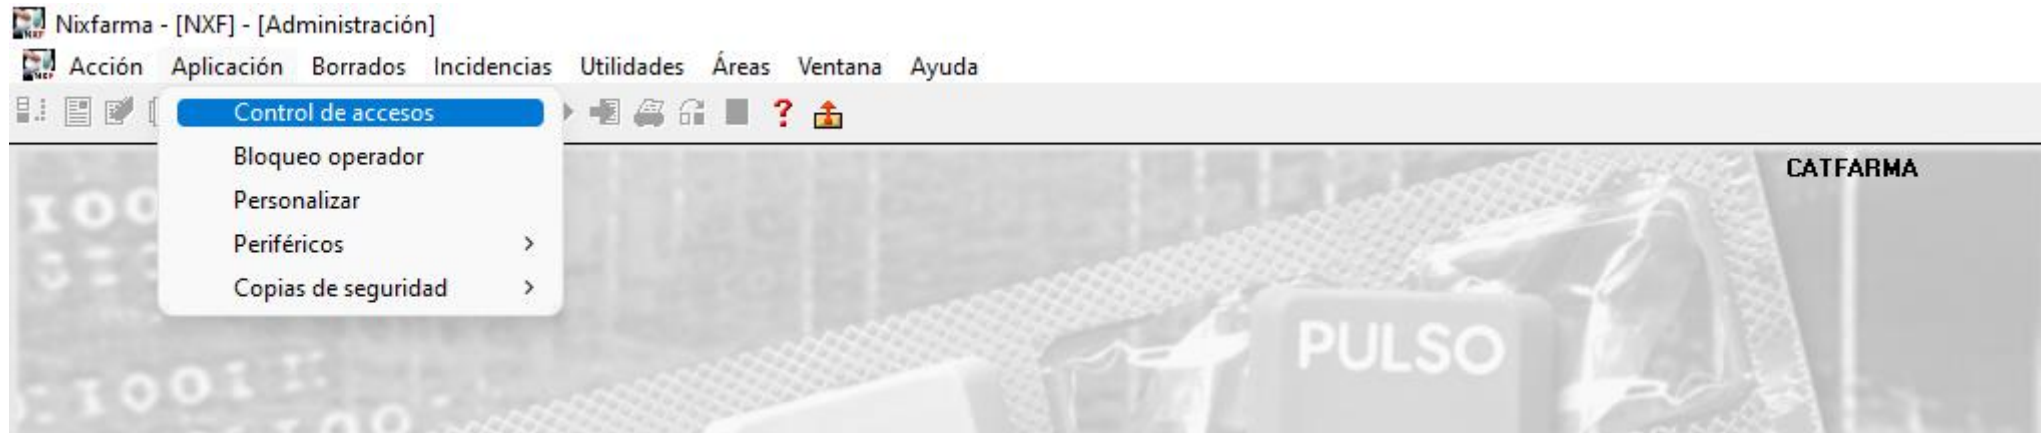 Nixfarma - [NXF] - [Administración]
Acción Aplicación Borrados Incidencias Utilidades Áreas Ventana Ayuda
Control de accesos
Bloqueo operador
Personalizar
Periféricos
Copias de seguridad
CATFARMA
PULSO